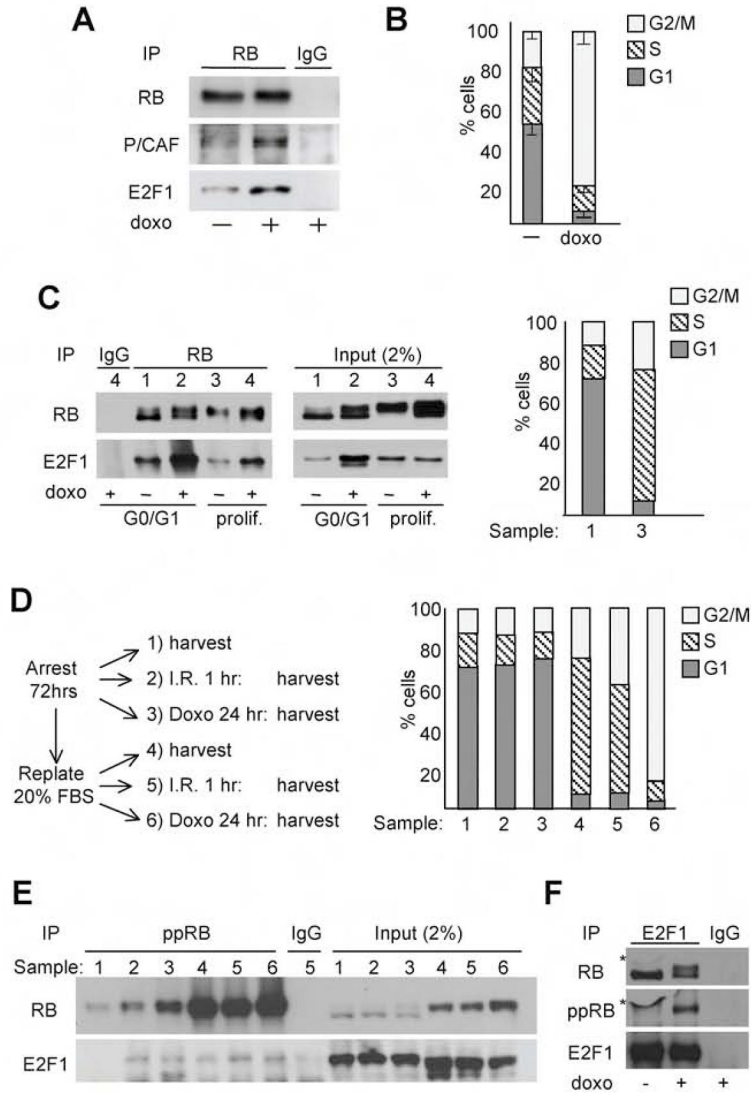 A
IP RB IgG
RB
P/CAF
E2F1
doxo — + +
B
% cells
100
80
60
40
20
— doxo
G2/M
S
G1
C
IP IgG RB Input (2%)
4 1 2 3 4 1 2 3 4
RB
E2F1
doxo + – + – + – + – +
G0/G1 prolif. G0/G1 prolif.
% cells
100
80
60
40
20
Sample: 1 3
G2/M
S
G1
D
Arrest
72hrs
1) harvest
2) I.R. 1 hr: harvest
3) Doxo 24 hr: harvest
Replate
20% FBS
4) harvest
5) I.R. 1 hr: harvest
6) Doxo 24 hr: harvest
% cells
100
80
60
40
20
Sample: 1 2 3 4 5 6
G2/M
S
G1
E
IP ppRB IgG Input (2%)
Sample: 1 2 3 4 5 6 5 1 2 3 4 5 6
RB
E2F1
F
IP E2F1 IgG
*
RB
*
ppRB
E2F1
doxo - + +